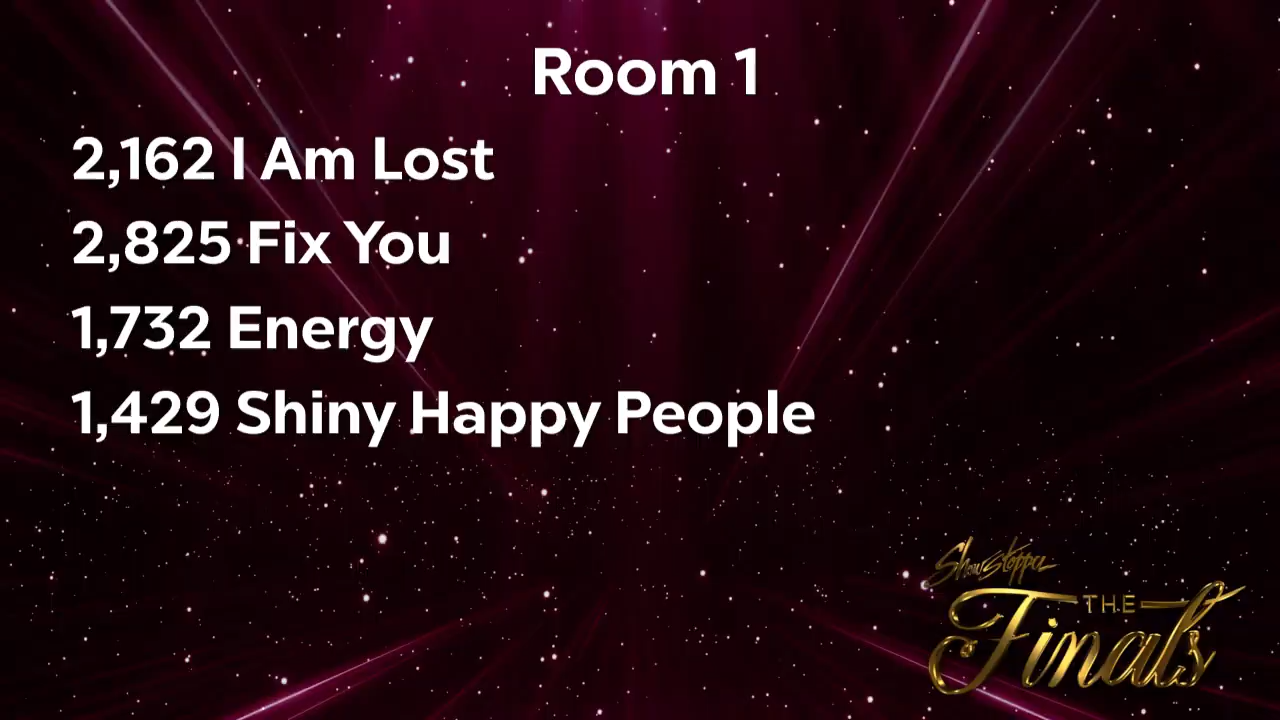 Room 1
2,162 I Am Lost
2,825 Fix You
1,732 Energy
1,429 Shiny Happy People
Showstopper
THE
Finals